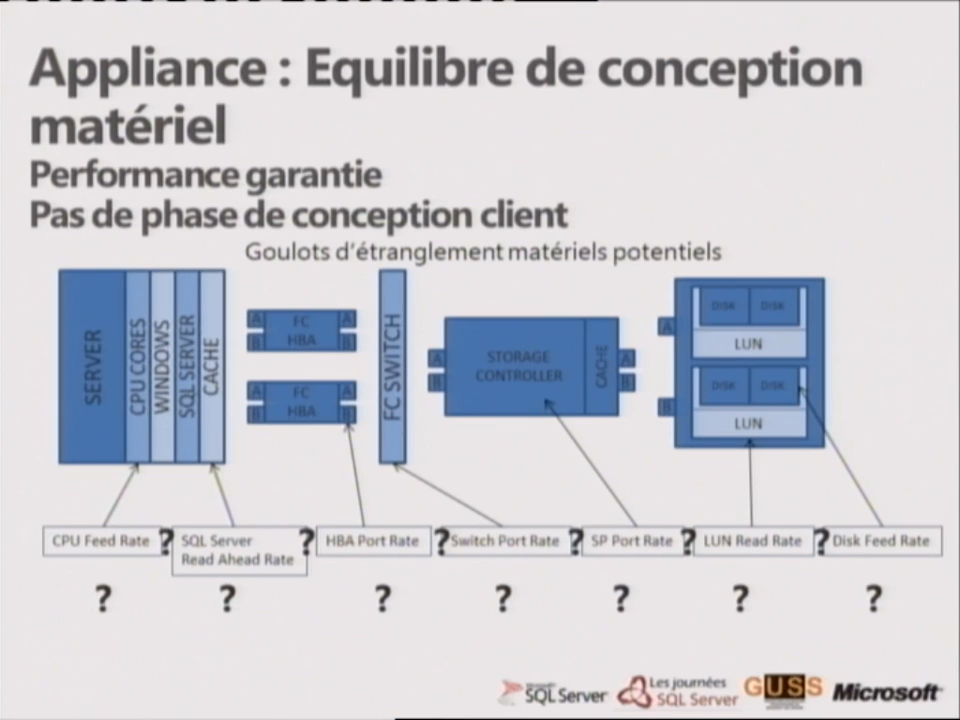 Appliance : Equilibre de conception
matériel
Performance garantie
Pas de phase de conception client
Goulots d'étranglement matériels potentiels
SERVER
CPU CORES
WINDOWS
SQL SERVER
CACHE
A
FC
A
B
HBA
B
A
FC
A
B
HBA
B
FC SWITCH
A
B
STORAGE
CONTROLLER
CACHE
A
B
A
B
DISK
DISK
LUN
DISK
DISK
LUN
CPU Feed Rate
?
SQL Server
Read Ahead Rate
?
HBA Port Rate
?
Switch Port Rate
?
SP Port Rate
?
LUN Read Rate
?
Disk Feed Rate
? ? ? ? ? ? ?
SQL Server
Les journées
SQL Server
GUSS
Microsoft